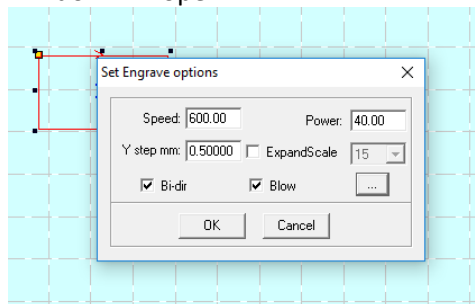 Set Engrave options
Speed: 600.00 Power: 40.00
Y step mm: 0.50000 ExpandScale 15
Bi-dir Blow ...
OK Cancel